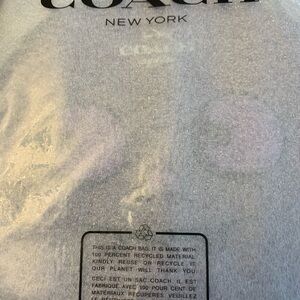 COACH
NEW YORK
COACH
THIS IS A COACH BAG. IT IS MADE WITH
100 PERCENT RECYCLED MATERIAL.
KINDLY REUSE OR RECYCLE IT.
OUR PLANET WILL THANK YOU.
CECI EST UN SAC COACH. IL EST
FABRIQUÉ AVEC 100 POUR CENT DE
MATÉRIAUX RÉCUPÉRÉS. VEUILLEZ